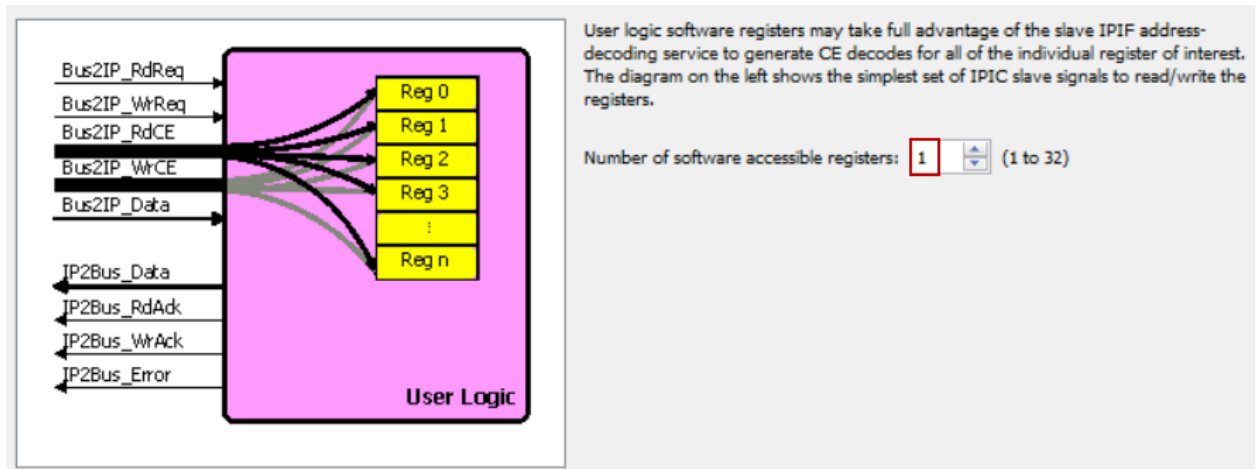 Bus2IP_RdReq
Bus2IP_WrReq
Bus2IP_RdCE
Bus2IP_WrCE
Bus2IP_Data
IP2Bus_Data
IP2Bus_RdAck
IP2Bus_WrAck
IP2Bus_Error
Reg 0
Reg 1
Reg 2
Reg 3
⋮
Reg n
User Logic
User logic software registers may take full advantage of the slave IPIF address-
decoding service to generate CE decodes for all of the individual register of interest.
The diagram on the left shows the simplest set of IPIC slave signals to read/write the
registers.
Number of software accessible registers: 1 (1 to 32)